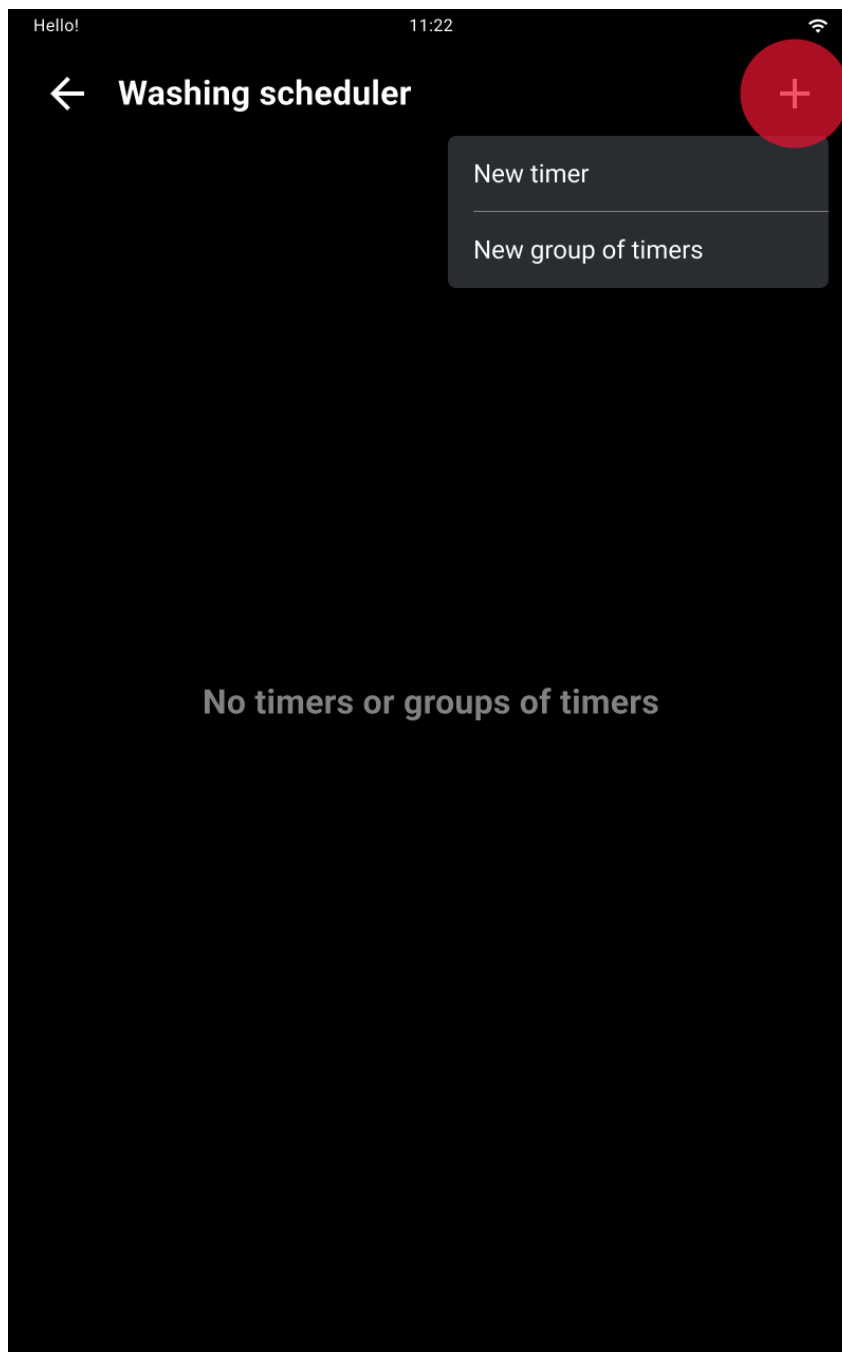 Hello! 11:22
Washing scheduler
New timer
New group of timers
No timers or groups of timers